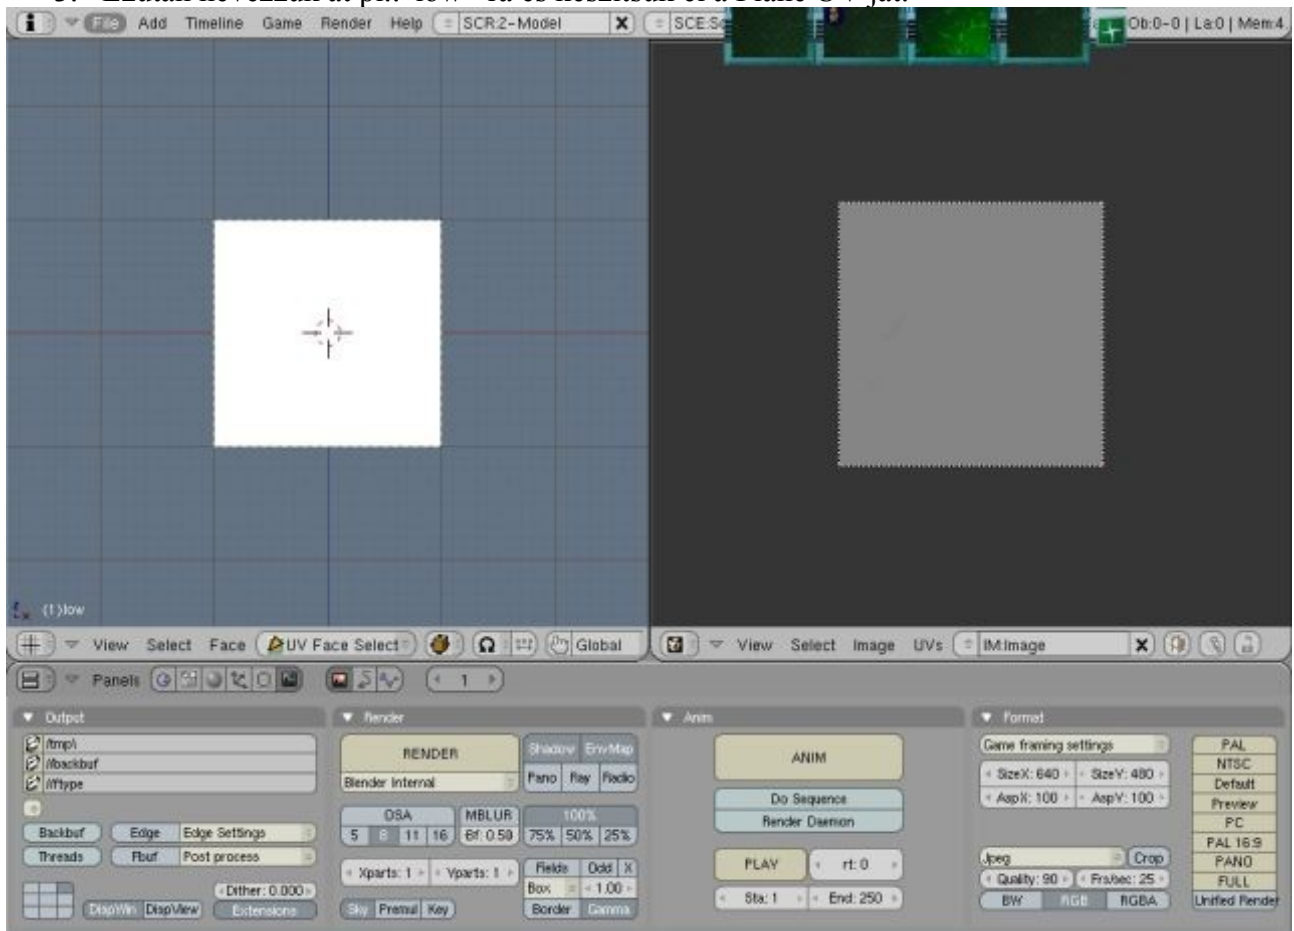 File Add Timeline Game Render Help SCR:2-Model X SCE:Sc Ob:0-0 | La:0 | Mem:4
(1) low
View Select Face UV Face Select Global View Select Image UVs IM:Image X
Panels 1
Output Render Anim Format
/tmp\
//backbuf
//ftype
Backbuf Edge Edge Settings
Threads Fbuf Post process
Dither: 0.000
DispWin DispView Extensions
RENDER
Blender Internal
Shadow EnvMap
Pano Ray Radio
OSA MBLUR 100%
5 8 11 16 Bf: 0.50 75% 50% 25%
Xparts: 1 Yparts: 1
Fields Odd X
Box 1.00
Sky Premul Key Border Gamma
ANIM
Do Sequence
Render Daemon
PLAY rt: 0
Sta: 1 End: 250
Game framing settings
SizeX: 640 SizeY: 480
AspX: 100 AspY: 100
Jpeg Crop
Quality: 90 Frs/sec: 25
BW RGB RGBA
PAL
NTSC
Default
Preview
PC
PAL 16:9
PANO
FULL
Unified Render